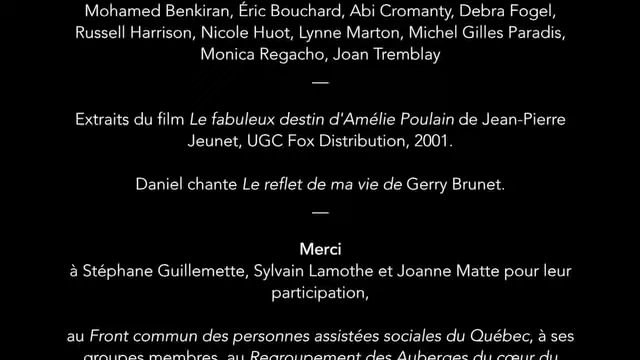 Mohamed Benkiran, Éric Bouchard, Abi Cromanty, Debra Fogel,
Russell Harrison, Nicole Huot, Lynne Marton, Michel Gilles Paradis,
Monica Regacho, Joan Tremblay
—
Extraits du film Le fabuleux destin d'Amélie Poulain de Jean-Pierre
Jeunet, UGC Fox Distribution, 2001.
Daniel chante Le reflet de ma vie de Gerry Brunet.
—
Merci
à Stéphane Guillemette, Sylvain Lamothe et Joanne Matte pour leur
participation,
au Front commun des personnes assistées sociales du Québec, à ses
groupes membres, au Regroupement des Auberges du cœur du